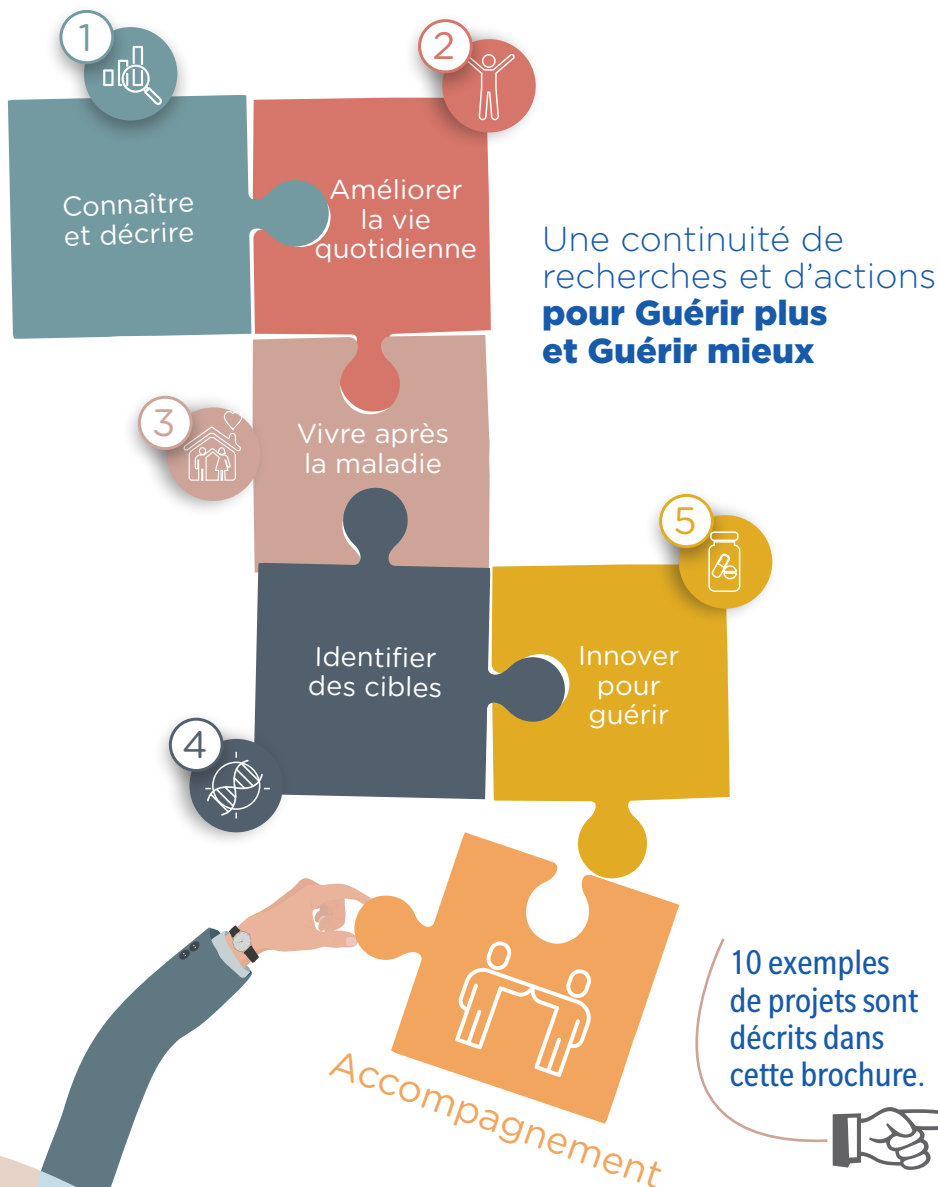 1
Connaître
et décrire
2
Améliorer
la vie
quotidienne
Une continuité de
recherches et d'actions
pour Guérir plus
et Guérir mieux
3
Vivre après
la maladie
4
Identifier
des cibles
5
Innover
pour
guérir
Accompagnement
10 exemples
de projets sont
décrits dans
cette brochure.